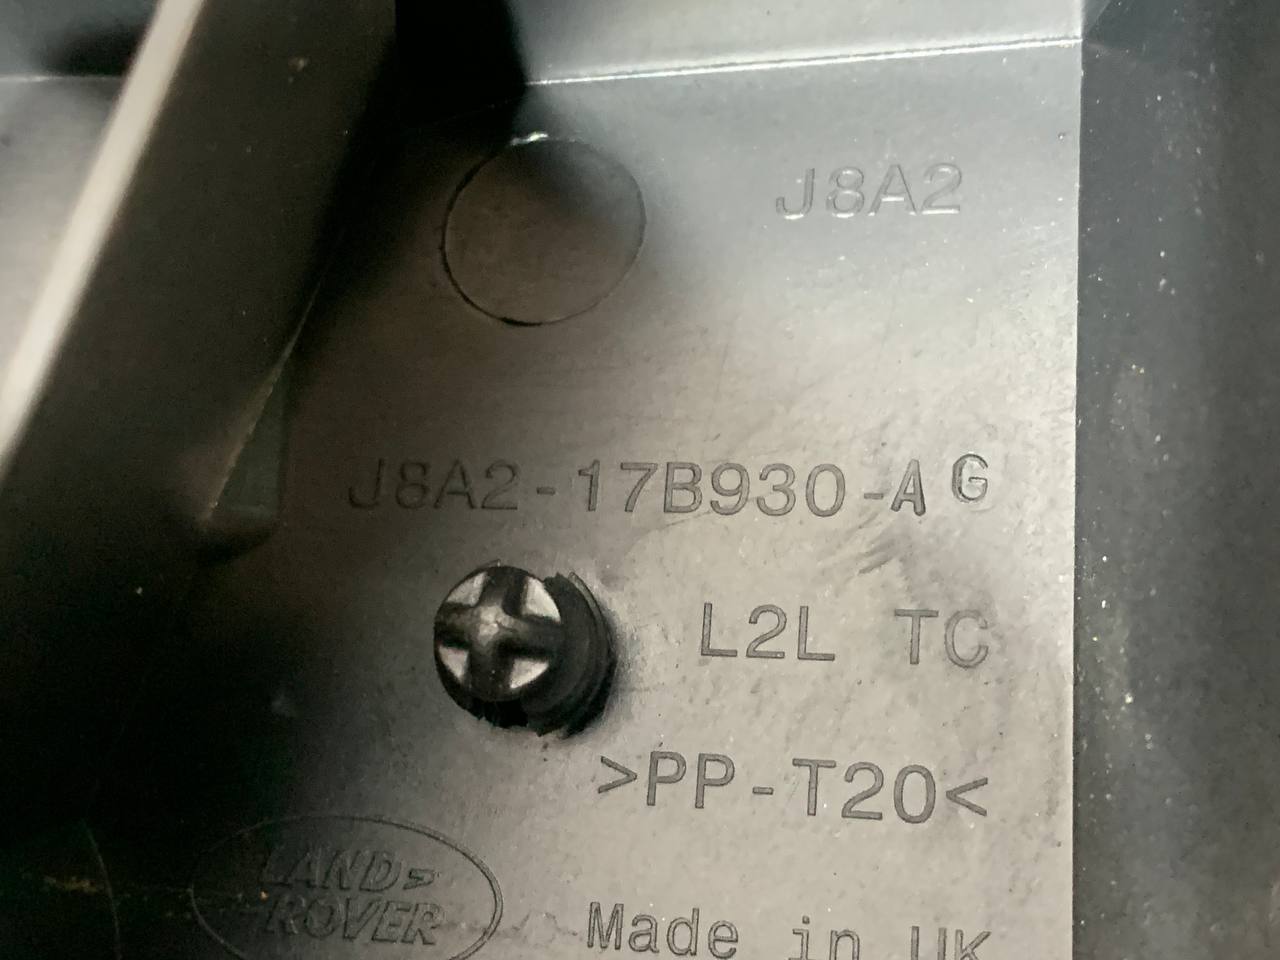 J8A2
J8A2-17B930-AG
L2L TC
>PP-T20<
LAND
ROVER
Made in UK